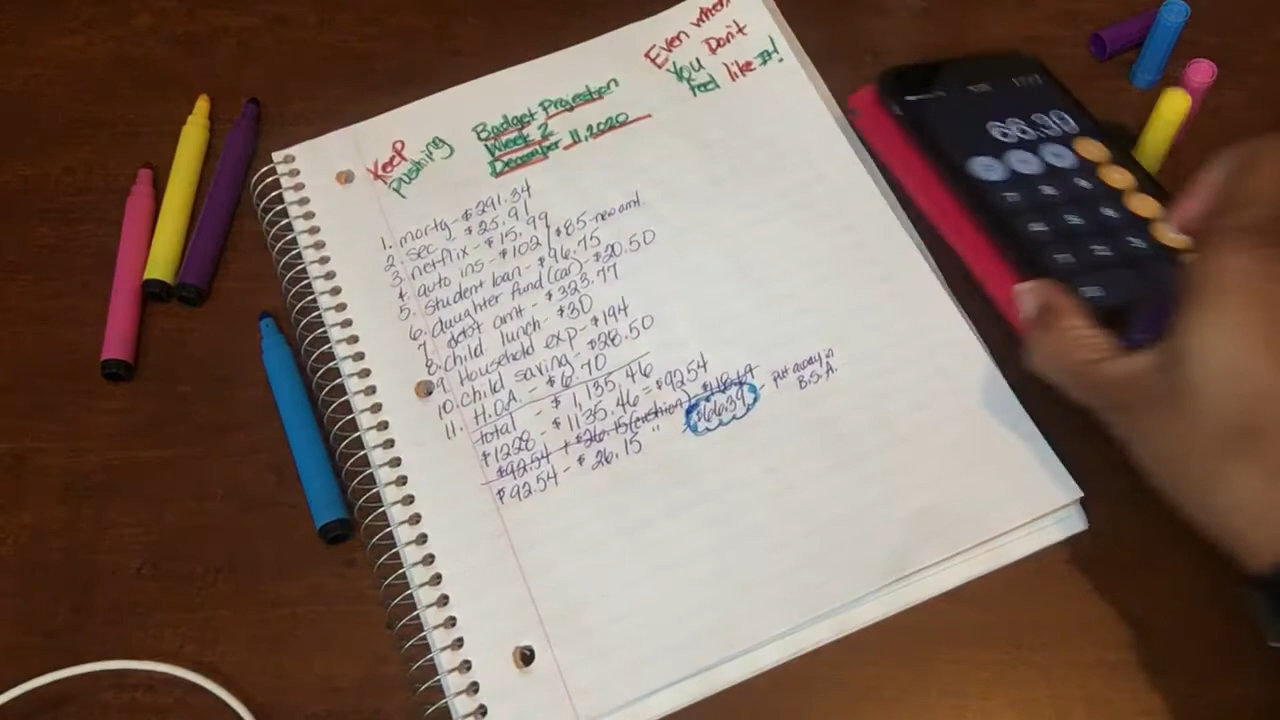 Keep
Pushing
Budget Projection
Week 2
December 11, 2020
Even when
You Don't
Feel like it!
1. morty - $291.34
2. sec - $25.91
3. netflix - $15.99
4. auto ins - $102 / $85 - new amt.
5. Student loan - $96.75
6. daughter fund (car) - $20.50
7. debt amt. - $323.77
8. child lunch - $30
9. Household exp - $194
10. Child saving - $28.50
11. H.O.A. - $6.70
total - $1,135.46
$1228 - $1135.46 = $92.54
$92.54 + $26.15 (cushion) -
$92.54 - $26.15 "
$66.39 - put away in
B.S.A.